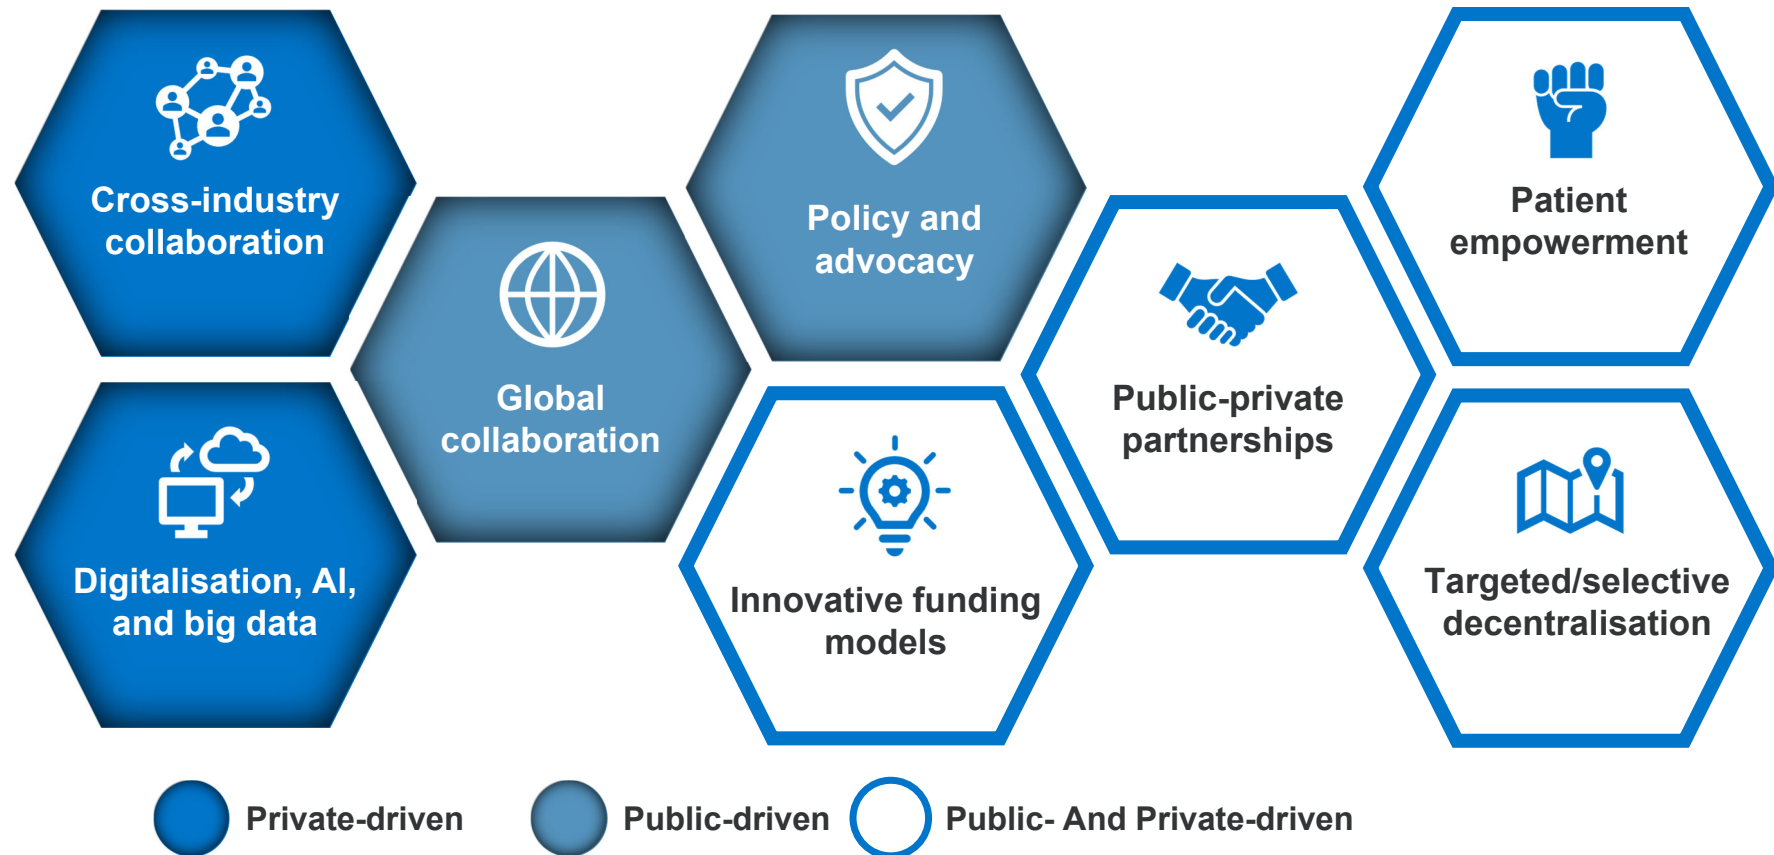 Cross-industry
collaboration
Digitalisation, AI,
and big data
Global
collaboration
Policy and
advocacy
Innovative funding
models
Public-private
partnerships
Patient
empowerment
Targeted/selective
decentralisation
Private-driven
Public-driven
Public- And Private-driven